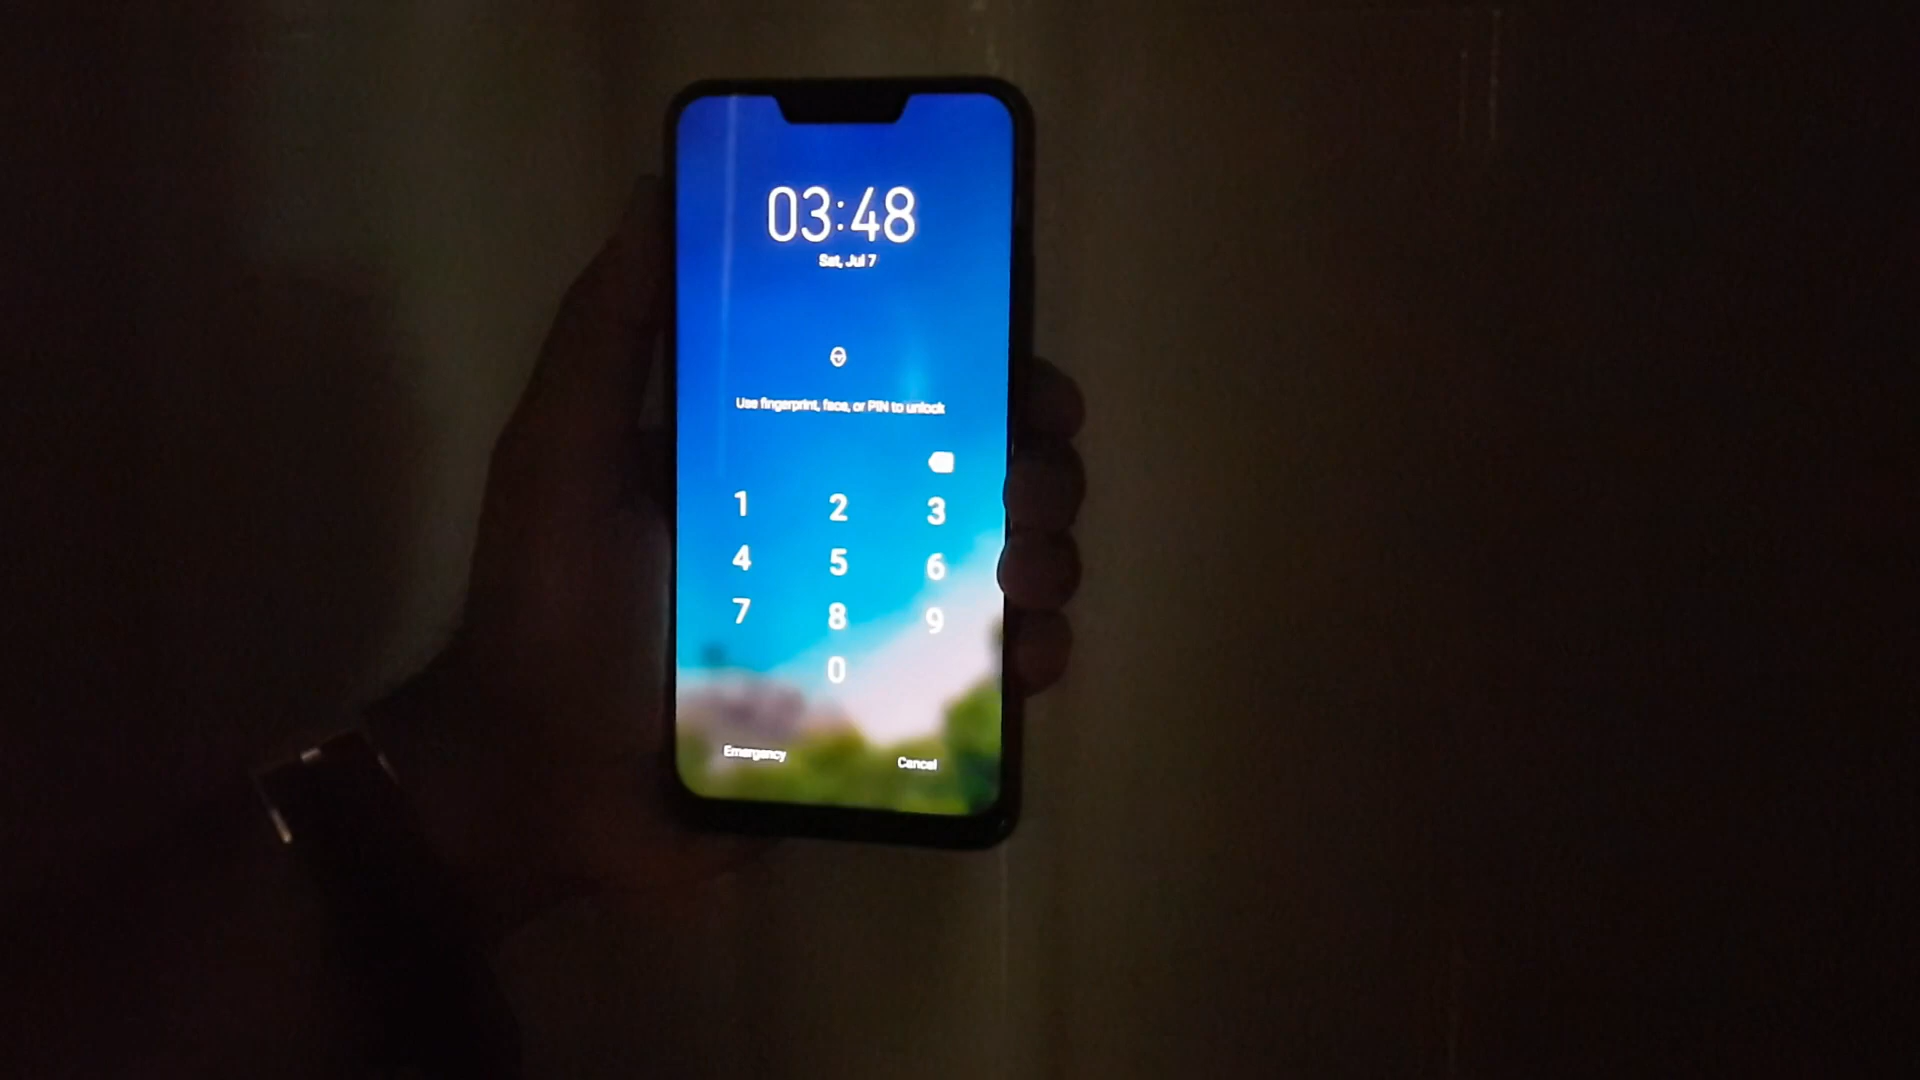 03:48
Sat, Jul 7
Use fingerprint, face, or PIN to unlock
1 2 3
4 5 6
7 8 9
0
Emergency Cancel